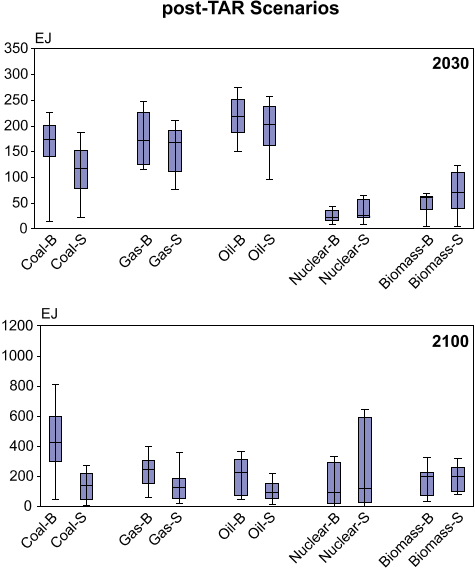 post-TAR Scenarios
EJ
2030
350
300
250
200
150
100
50
0
Coal-B
Coal-S
Gas-B
Gas-S
Oil-B
Oil-S
Nuclear-B
Nuclear-S
Biomass-B
Biomass-S
EJ
2100
1200
1000
800
600
400
200
0
Coal-B
Coal-S
Gas-B
Gas-S
Oil-B
Oil-S
Nuclear-B
Nuclear-S
Biomass-B
Biomass-S